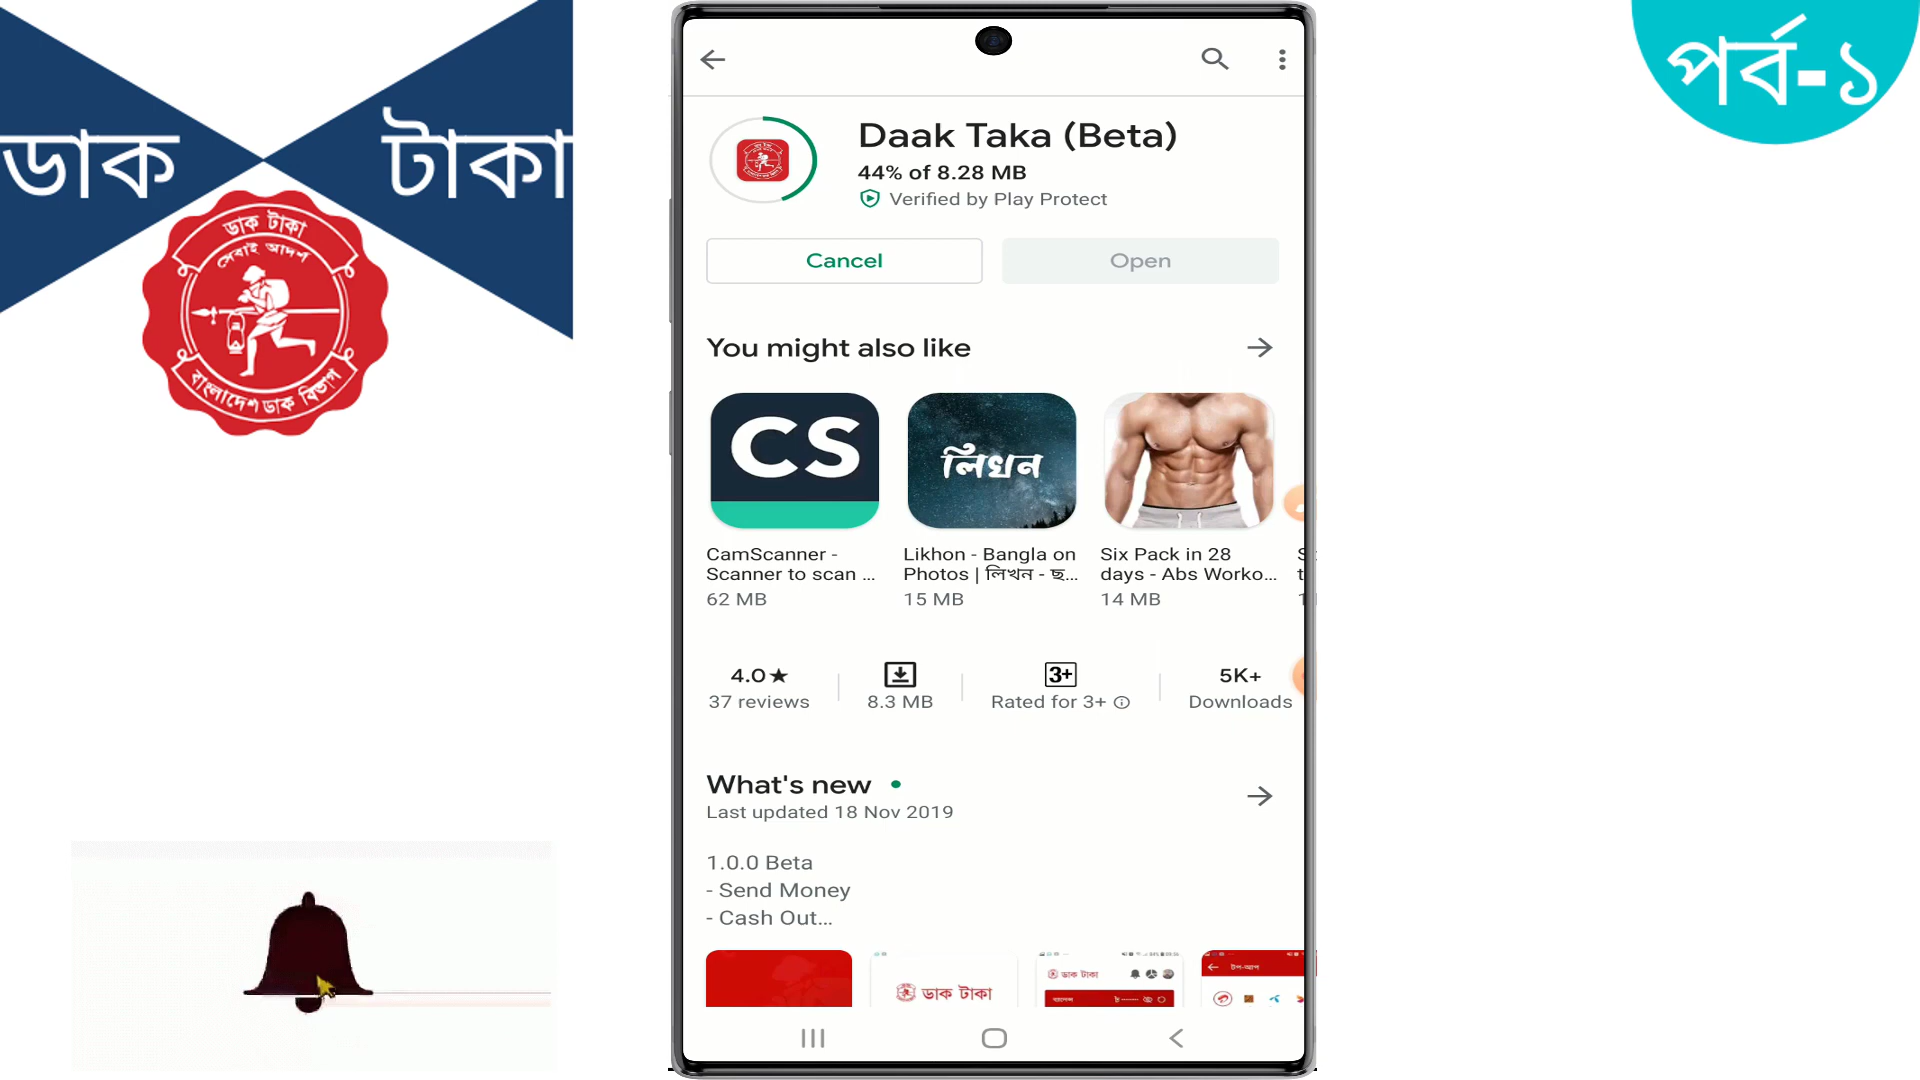 ডাক টাকা
ডাক টাকা
সেবাই আদর্শ
বাংলাদেশ ডাক বিভাগ
পর্ব-১
Daak Taka (Beta)
44% of 8.28 MB
Verified by Play Protect
Cancel
Open
You might also like
CS
লিখন
CamScanner -
Scanner to scan ...
62 MB
Likhon - Bangla on
Photos | লিখন - ছ...
15 MB
Six Pack in 28
days - Abs Worko...
14 MB
4.0★
37 reviews
8.3 MB
3+
Rated for 3+
5K+
Downloads
What's new
Last updated 18 Nov 2019
1.0.0 Beta
- Send Money
- Cash Out...
ডাক টাকা
ডাক টাকা
টপ-আপ